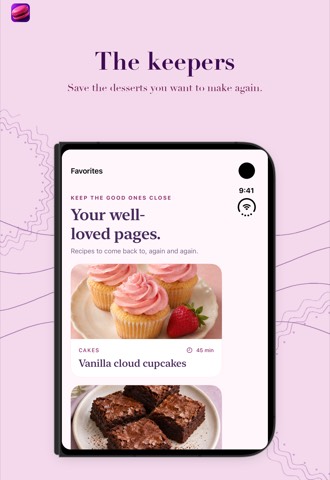 The keepers
Save the desserts you want to make again.
Favorites
9:41
KEEP THE GOOD ONES CLOSE
Your well-
loved pages.
Recipes to come back to, again and again.
CAKES
45 min
Vanilla cloud cupcakes